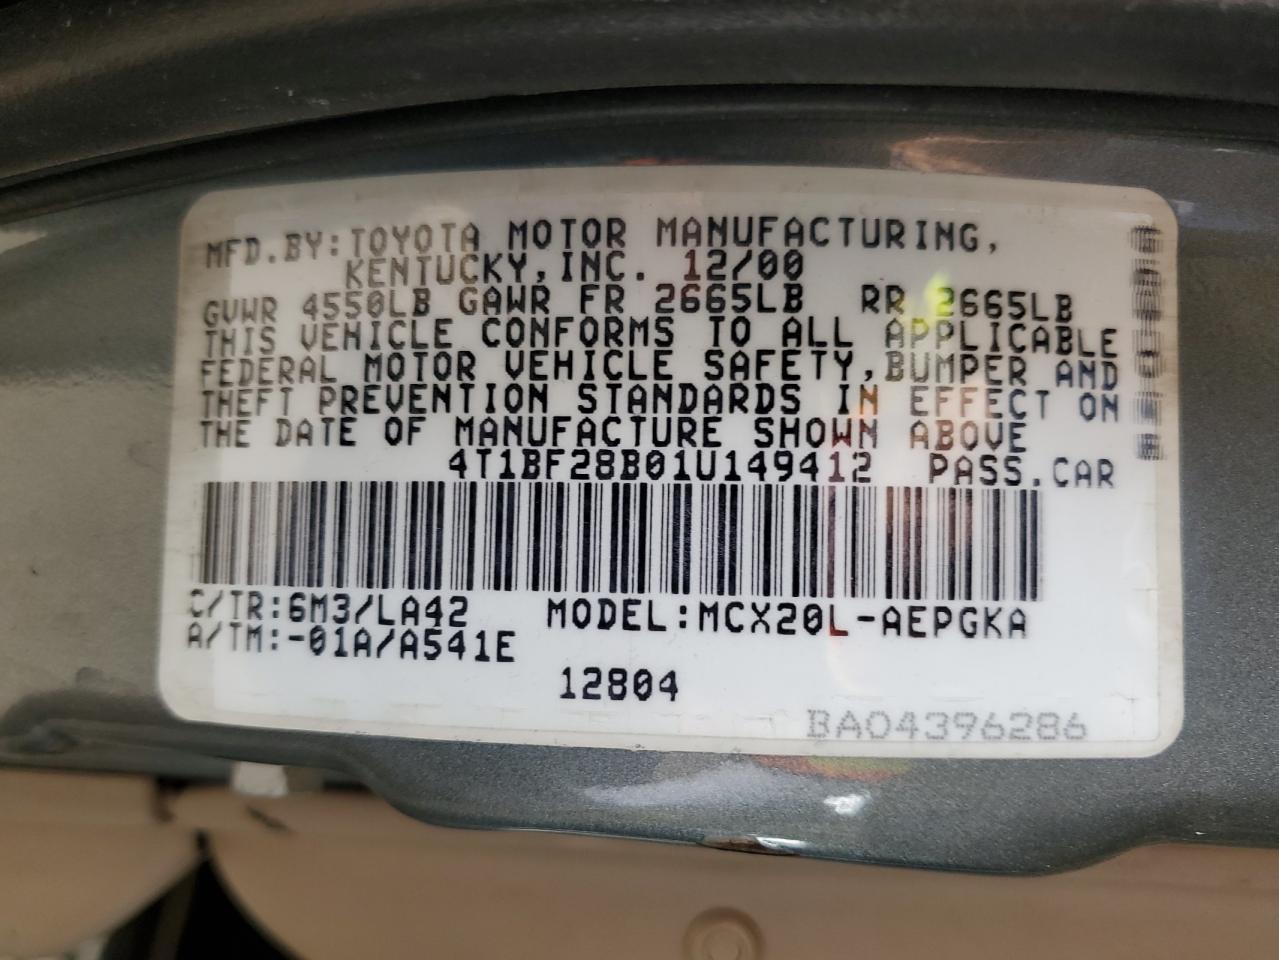 MFD.BY:TOYOTA MOTOR MANUFACTURING,
KENTUCKY,INC. 12/00
GVWR 4550LB GAWR FR 2665LB RR 2665LB
THIS VEHICLE CONFORMS TO ALL APPLICABLE
FEDERAL MOTOR VEHICLE SAFETY,BUMPER AND
THEFT PREVENTION STANDARDS IN EFFECT ON
THE DATE OF MANUFACTURE SHOWN ABOVE
4T1BF28B01U149412 PASS.CAR
C/TR:6M3/LA42 MODEL:MCX20L-AEPGKA
A/TM:-01A/A541E
12804
BA04396286